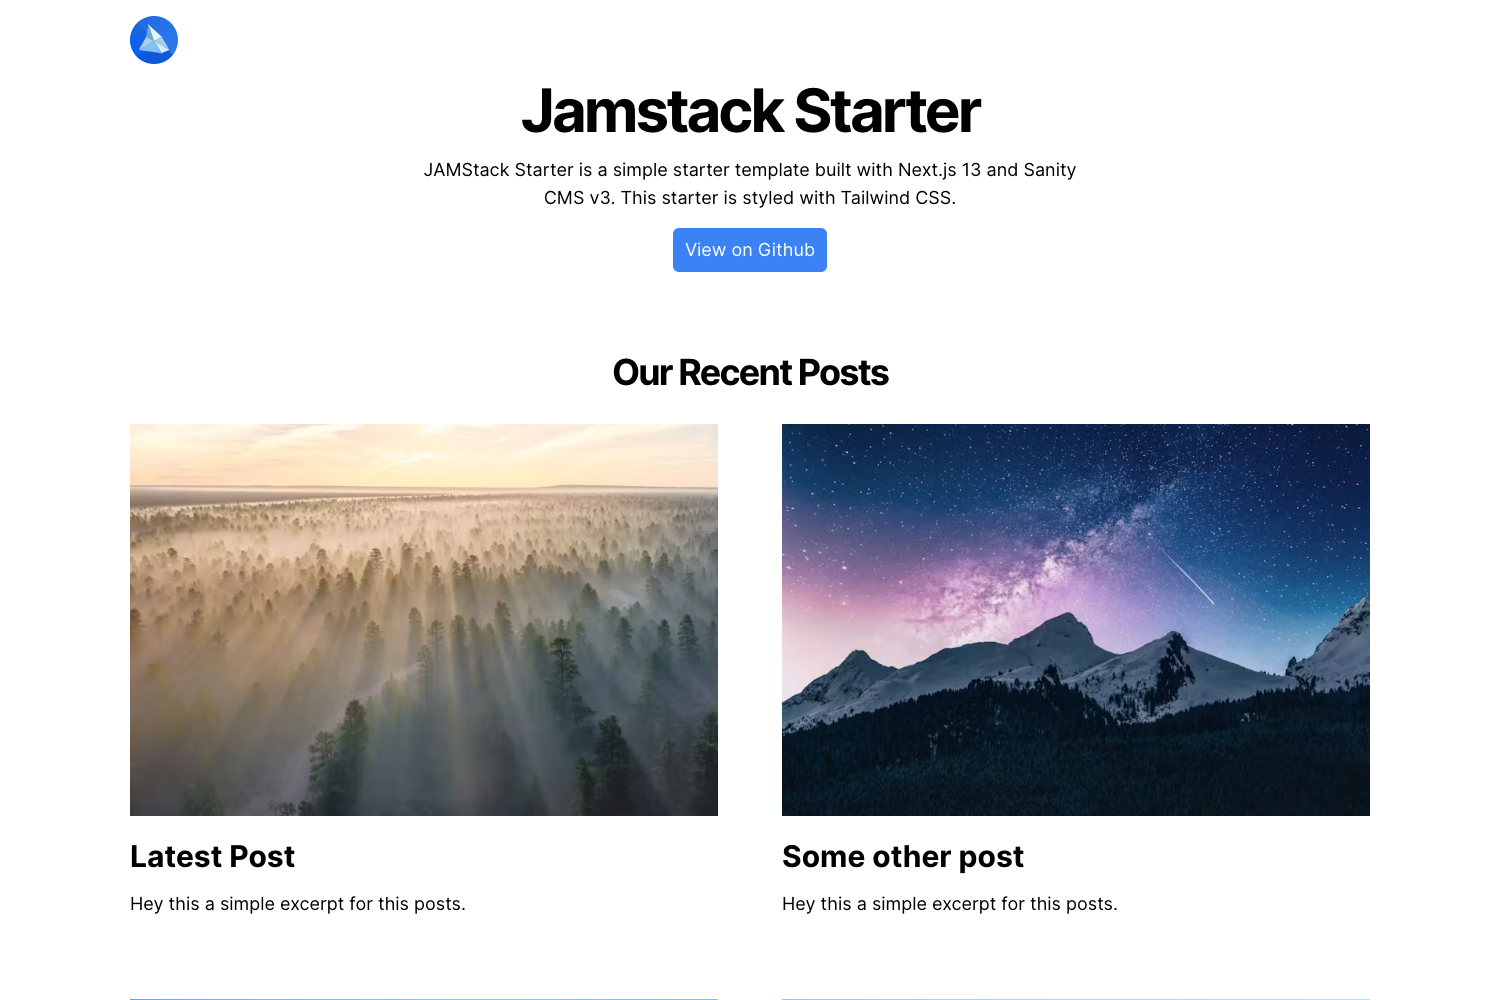 Jamstack Starter
JAMStack Starter is a simple starter template built with Next.js 13 and Sanity
CMS v3. This starter is styled with Tailwind CSS.
View on Github
Our Recent Posts
Latest Post
Hey this a simple excerpt for this posts.
Some other post
Hey this a simple excerpt for this posts.